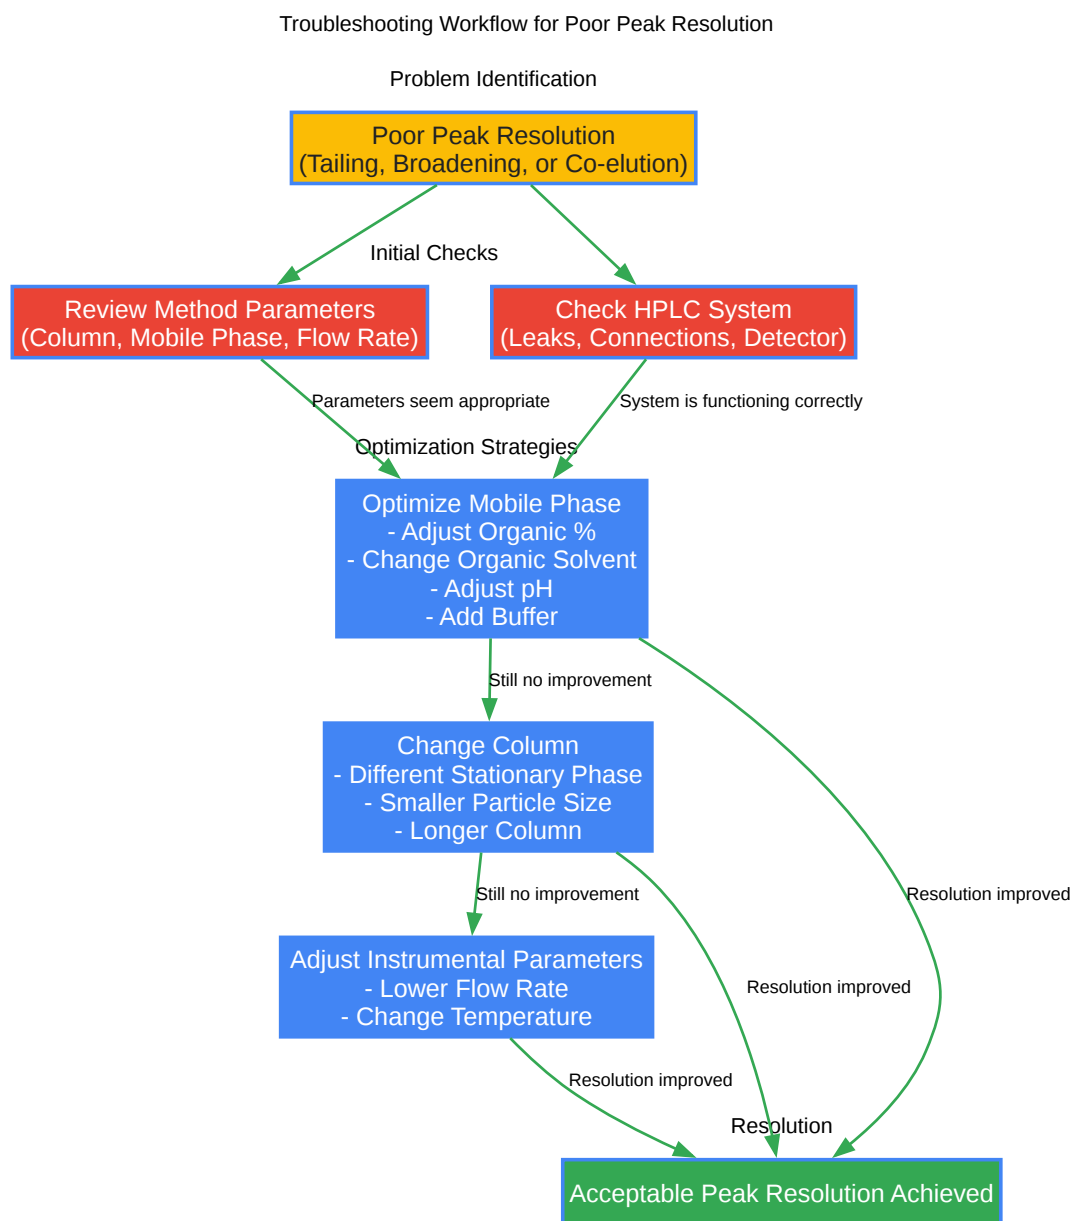 Troubleshooting Workflow for Poor Peak Resolution
Problem Identification
Poor Peak Resolution
(Tailing, Broadening, or Co-elution)
Initial Checks
Review Method Parameters
(Column, Mobile Phase, Flow Rate)
Check HPLC System
(Leaks, Connections, Detector)
Parameters seem appropriate
System is functioning correctly
Optimization Strategies
Optimize Mobile Phase
- Adjust Organic %
- Change Organic Solvent
- Adjust pH
- Add Buffer
Still no improvement
Change Column
- Different Stationary Phase
- Smaller Particle Size
- Longer Column
Still no improvement
Resolution improved
Adjust Instrumental Parameters
- Lower Flow Rate
- Change Temperature
Resolution improved
Resolution improved
Resolution
Acceptable Peak Resolution Achieved